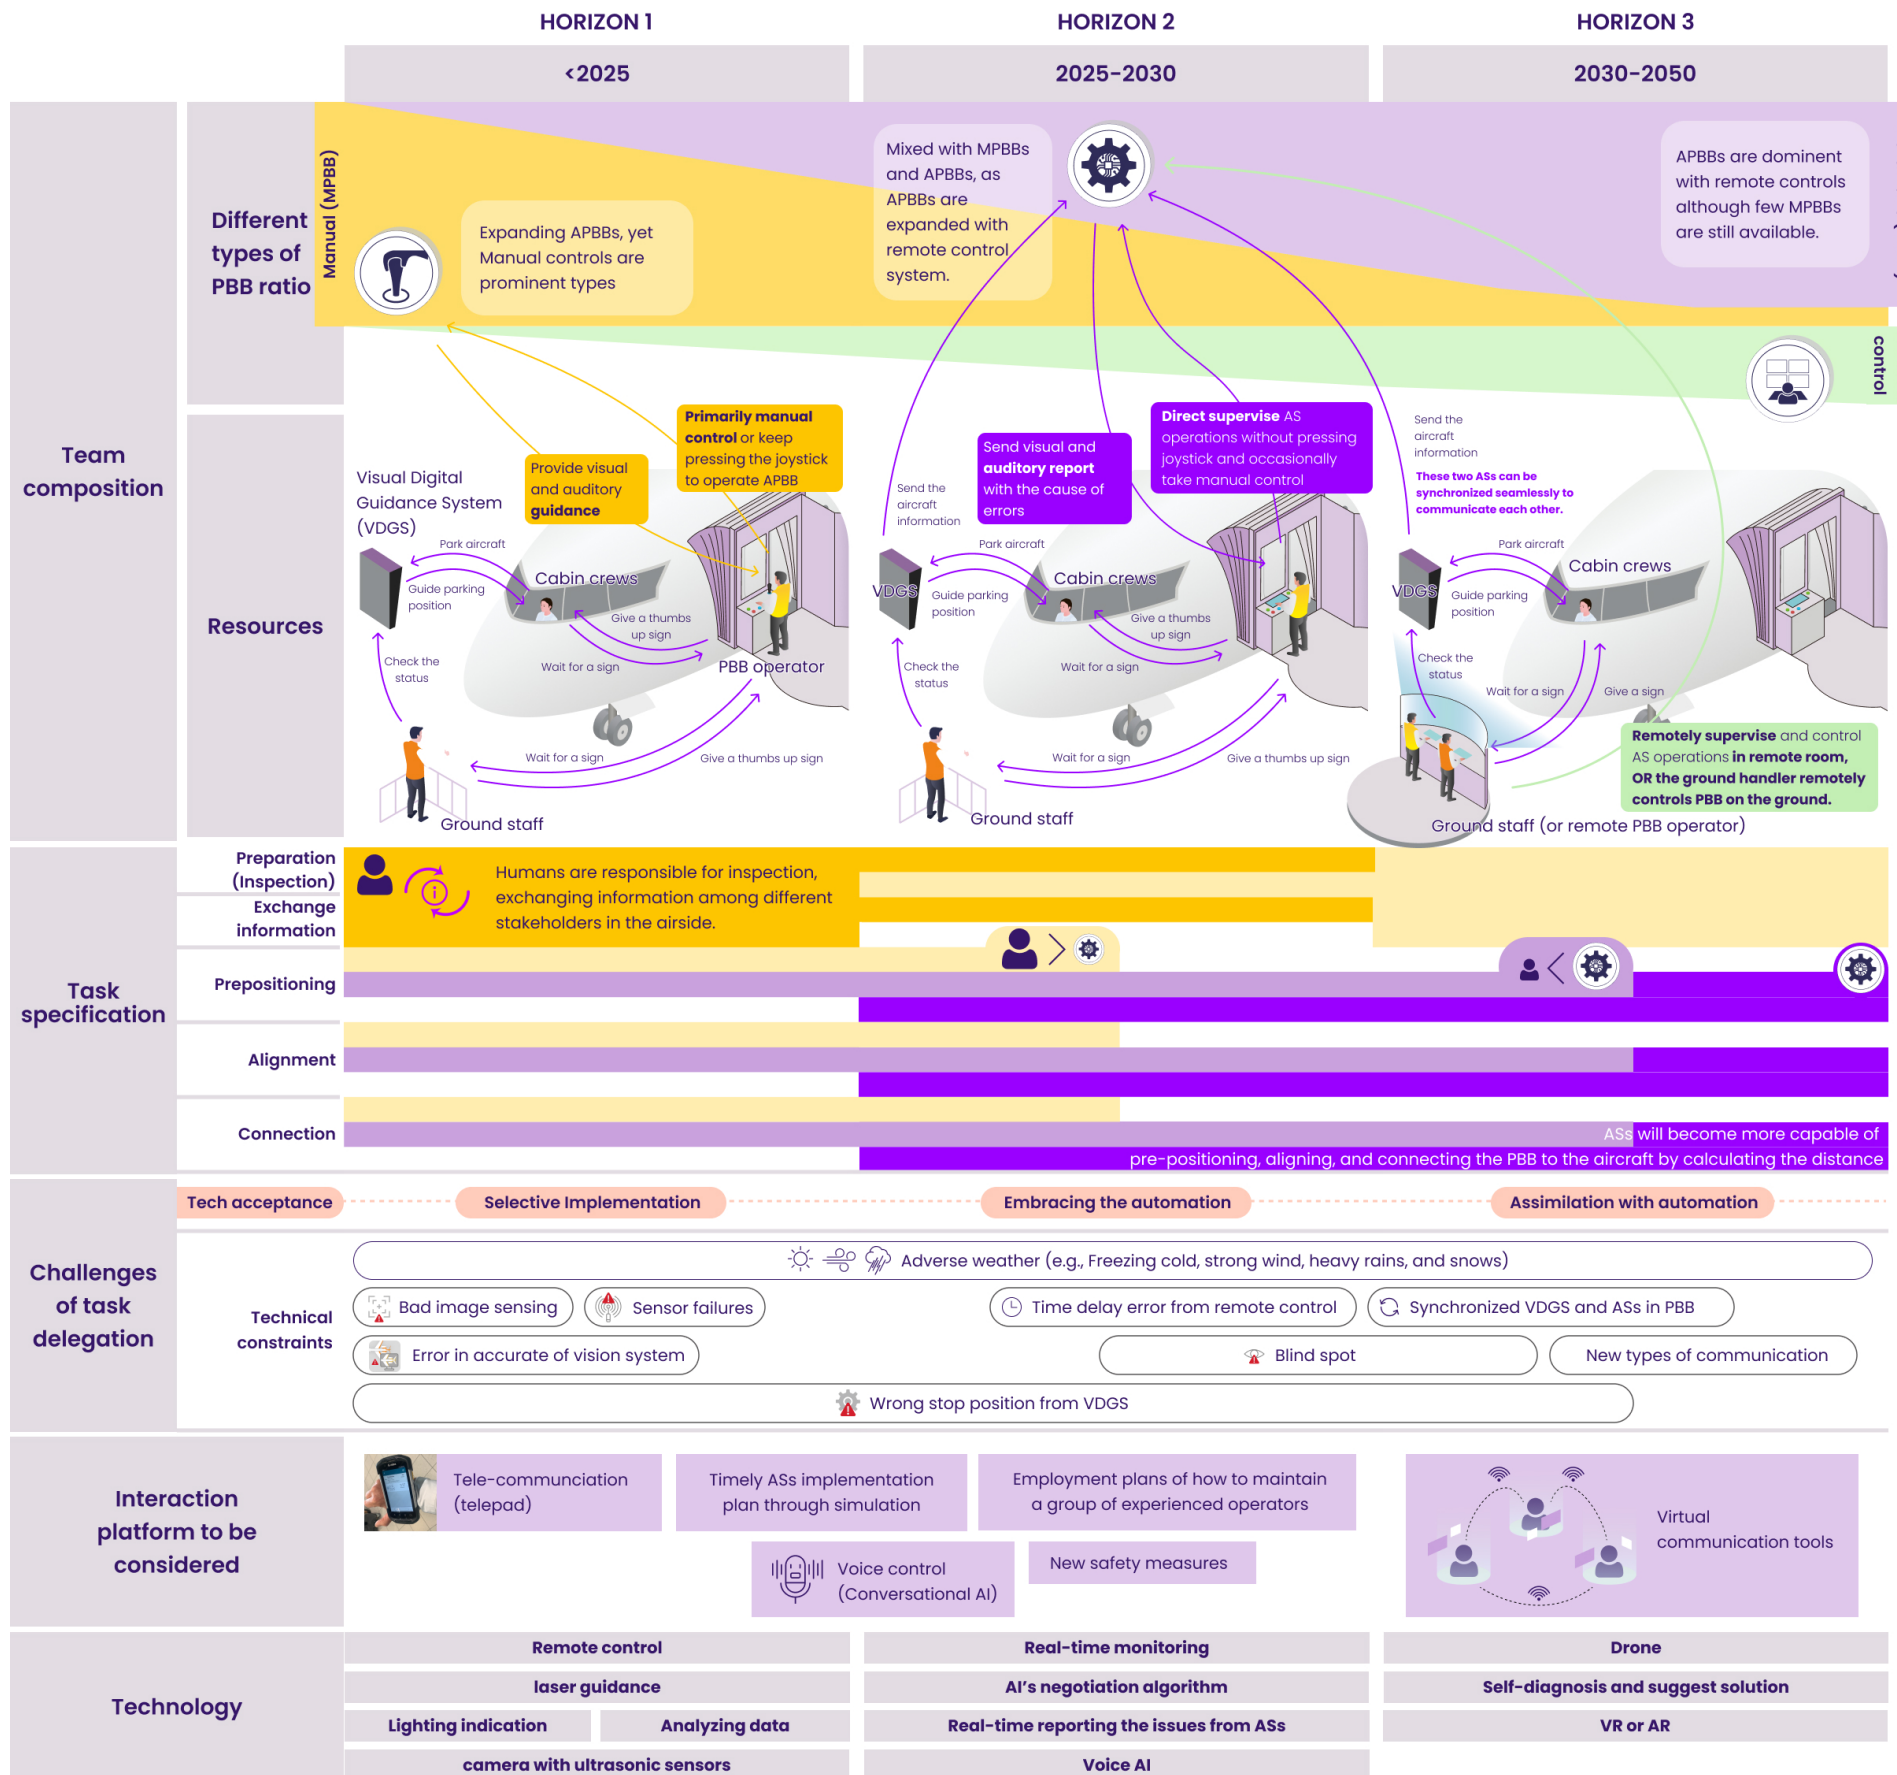 HORIZON 1
HORIZON 2
HORIZON 3
<2025
2025-2030
2030-2050
Team
composition
Different
types of
PBB ratio
Manual (MPBB)
Expanding APBBs, yet
Manual controls are
prominent types
Mixed with MPBBs
and APBBs, as
APBBs are
expanded with
remote control
system.
APBBs are dominent
with remote controls
although few MPBBs
are still available.
control
Resources
Visual Digital
Guidance System
(VDGS)
Provide visual
and auditory
guidance
Primarily manual
control or keep
pressing the joystick
to operate APBB
Park aircraft
Guide parking
position
Cabin crews
Give a thumbs
up sign
Wait for a sign
PBB operator
Check the
status
Wait for a sign
Give a thumbs up sign
Ground staff
Send the
aircraft
information
Send visual and
auditory report
with the cause of
errors
Direct supervise AS
operations without pressing
joystick and occasionally
take manual control
VDGS
Park aircraft
Guide parking
position
Cabin crews
Give a thumbs
up sign
Wait for a sign
Check the
status
Wait for a sign
Give a thumbs up sign
Ground staff
Send the
aircraft
information
These two ASs can be
synchronized seamlessly to
communicate each other.
VDGS
Park aircraft
Guide parking
position
Cabin crews
Check the
status
Wait for a sign
Give a sign
Remotely supervise and control
AS operations in remote room,
OR the ground handler remotely
controls PBB on the ground.
Ground staff (or remote PBB operator)
Task
specification
Preparation
(Inspection)
Exchange
information
Humans are responsible for inspection,
exchanging information among different
stakeholders in the airside.
Prepositioning
Alignment
Connection
ASs will become more capable of
pre-positioning, aligning, and connecting the PBB to the aircraft by calculating the distance
Challenges
of task
delegation
Tech acceptance
Selective Implementation
Embracing the automation
Assimilation with automation
Technical
constraints
Adverse weather (e.g., Freezing cold, strong wind, heavy rains, and snows)
Bad image sensing
Sensor failures
Time delay error from remote control
Synchronized VDGS and ASs in PBB
Error in accurate of vision system
Blind spot
New types of communication
Wrong stop position from VDGS
Interaction
platform to be
considered
Tele-communciation
(telepad)
Timely ASs implementation
plan through simulation
Employment plans of how to maintain
a group of experienced operators
Voice control
(Conversational AI)
New safety measures
Virtual
communication tools
Technology
Remote control
Real-time monitoring
Drone
laser guidance
AI's negotiation algorithm
Self-diagnosis and suggest solution
Lighting indication
Analyzing data
Real-time reporting the issues from ASs
VR or AR
camera with ultrasonic sensors
Voice AI